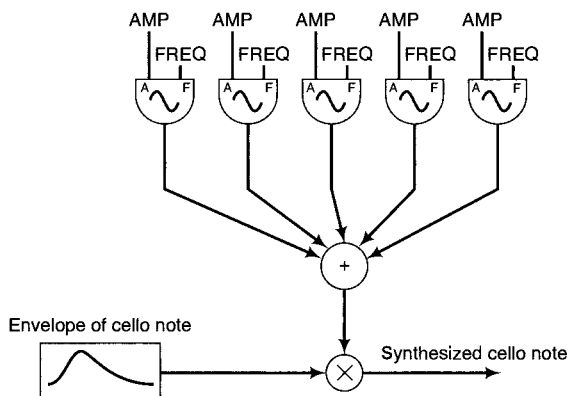 AMP AMP AMP AMP AMP
FREQ FREQ FREQ FREQ FREQ
A F A F A F A F A F
+
Envelope of cello note
Synthesized cello note
×